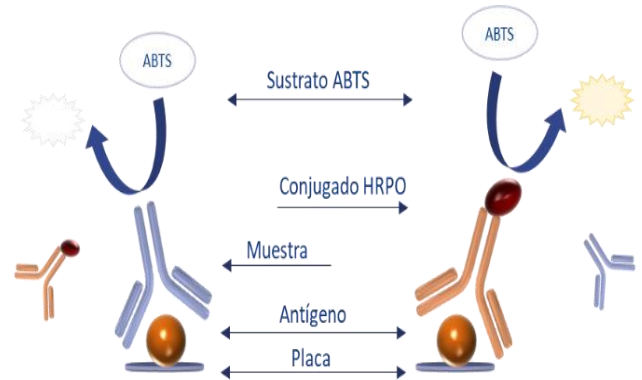 ABTS
ABTS
Sustrato ABTS
Conjugado HRPO
Muestra
Antígeno
Placa